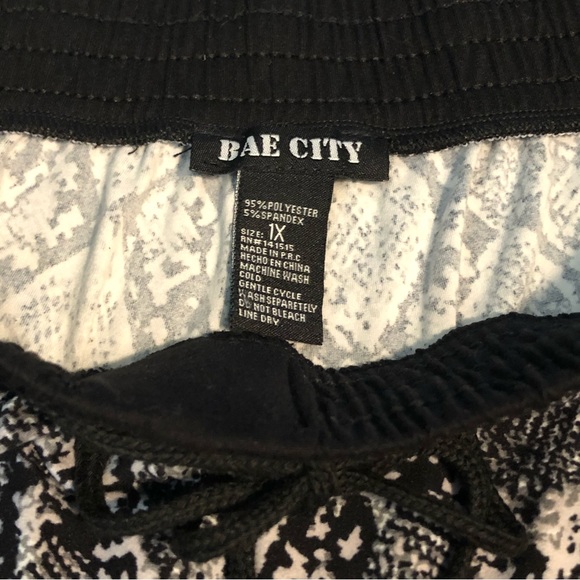 BAE CITY
95%POLYESTER
5%SPANDEX
SIZE: 1X
RN#141515
MADE IN P.R.C
HECHO EN CHINA
MACHINE WASH
COLD
GENTLE CYCLE
WASH SEPARETELY
DO NOT BLEACH
LINE DRY